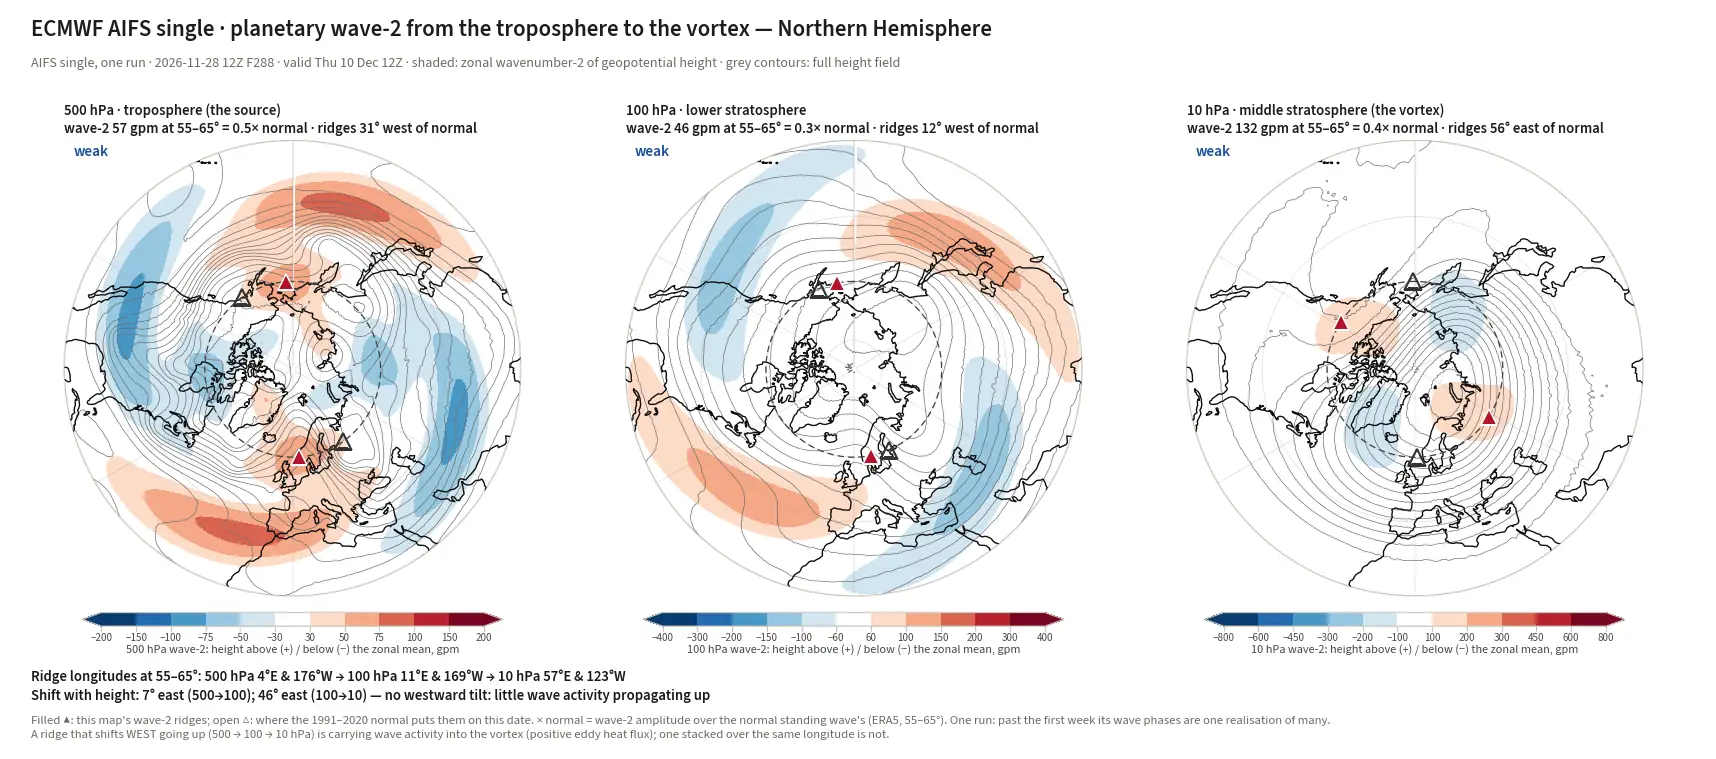 ECMWF AIFS single · planetary wave-2 from the troposphere to the vortex — Northern Hemisphere
AIFS single, one run · 2026-11-28 12Z F288 · valid Thu 10 Dec 12Z · shaded: zonal wavenumber-2 of geopotential height · grey contours: full height field
500 hPa · troposphere (the source)
wave-2 57 gpm at 55–65° = 0.5× normal · ridges 31° west of normal
weak
100 hPa · lower stratosphere
wave-2 46 gpm at 55–65° = 0.3× normal · ridges 12° west of normal
weak
10 hPa · middle stratosphere (the vortex)
wave-2 132 gpm at 55–65° = 0.4× normal · ridges 56° east of normal
weak
−200 −150 −100 −75 −50 −30 30 50 75 100 150 200
500 hPa wave-2: height above (+) / below (−) the zonal mean, gpm
−400 −300 −200 −150 −100 −60 60 100 150 200 300 400
100 hPa wave-2: height above (+) / below (−) the zonal mean, gpm
−800 −600 −450 −300 −200 −100 100 200 300 450 600 800
10 hPa wave-2: height above (+) / below (−) the zonal mean, gpm
Ridge longitudes at 55–65°: 500 hPa 4°E & 176°W → 100 hPa 11°E & 169°W → 10 hPa 57°E & 123°W
Shift with height: 7° east (500→100); 46° east (100→10) — no westward tilt: little wave activity propagating up
Filled ▲: this map's wave-2 ridges; open △: where the 1991–2020 normal puts them on this date. × normal = wave-2 amplitude over the normal standing wave's (ERA5, 55–65°). One run: past the first week its wave phases are one realisation of many.
A ridge that shifts WEST going up (500 → 100 → 10 hPa) is carrying wave activity into the vortex (positive eddy heat flux); one stacked over the same longitude is not.